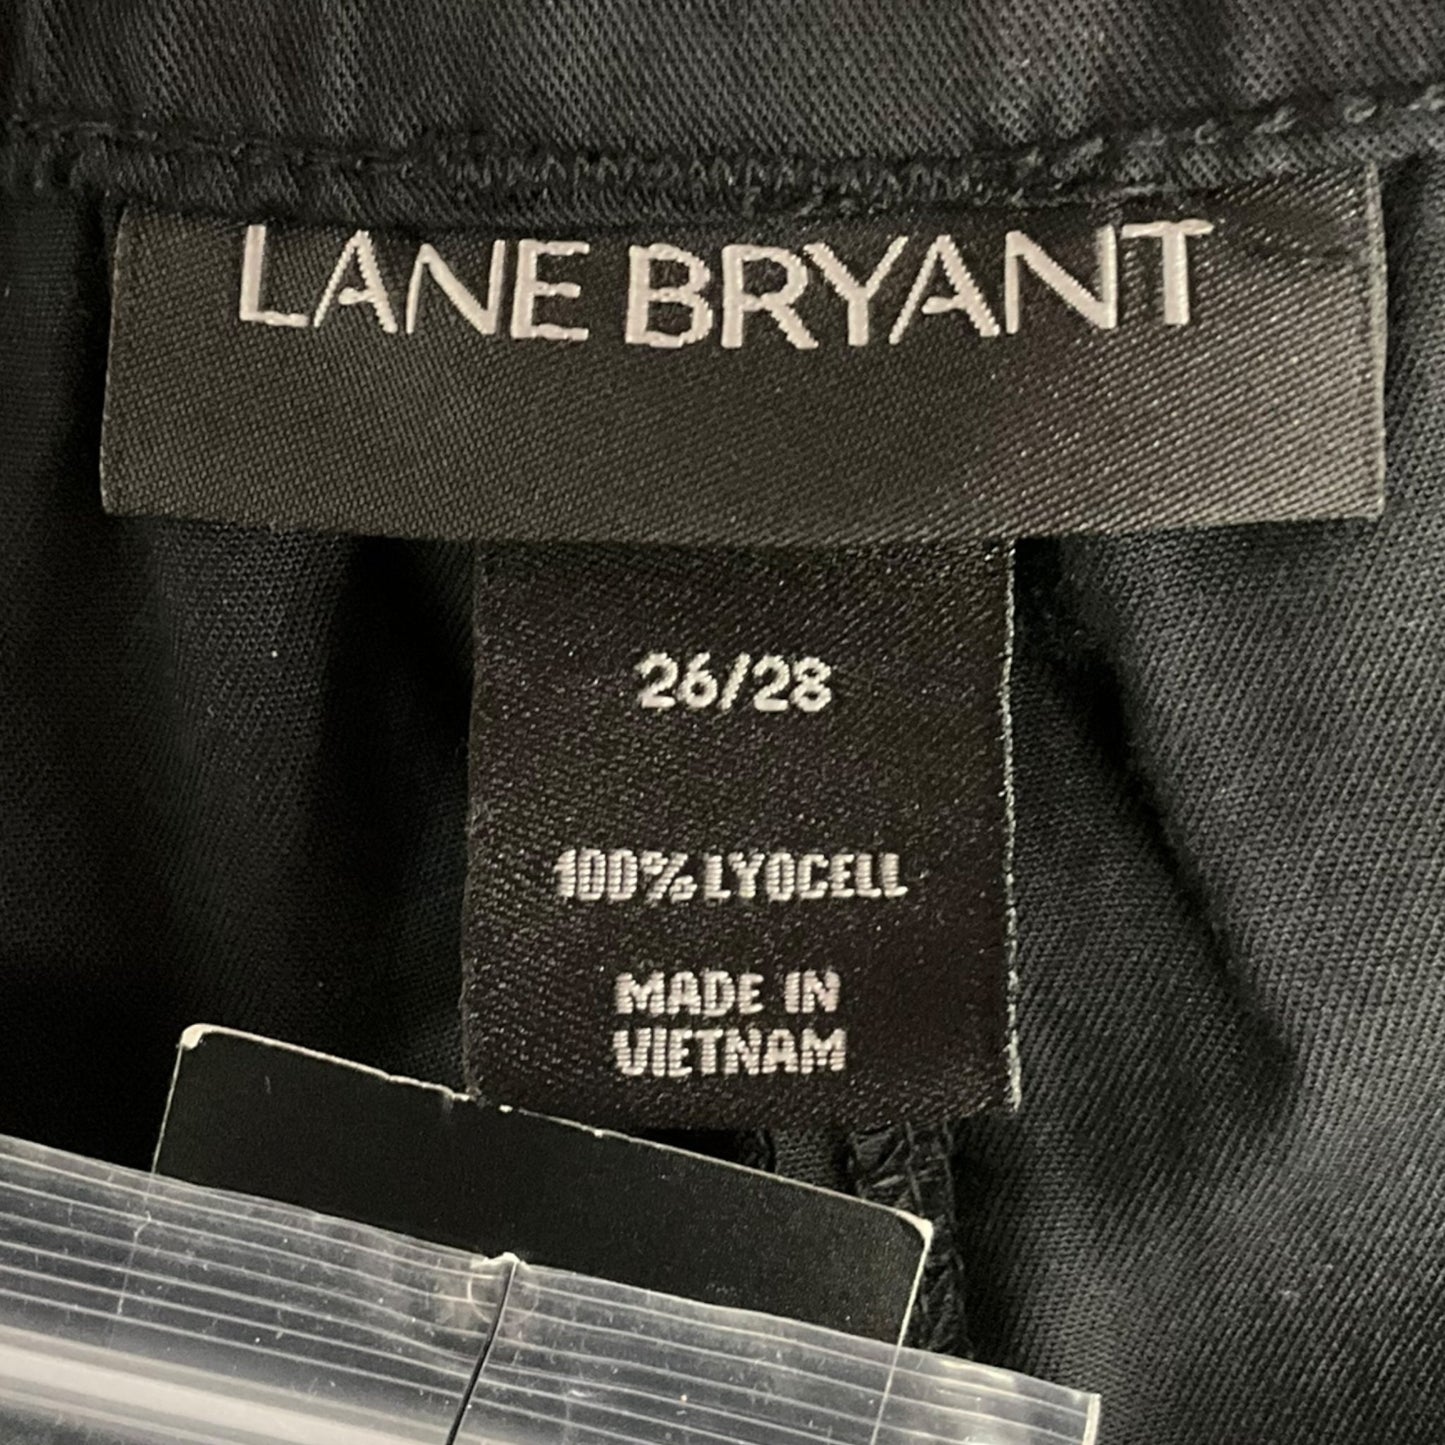 LANE BRYANT
26/28
100% LYOCELL
MADE IN
VIETNAM